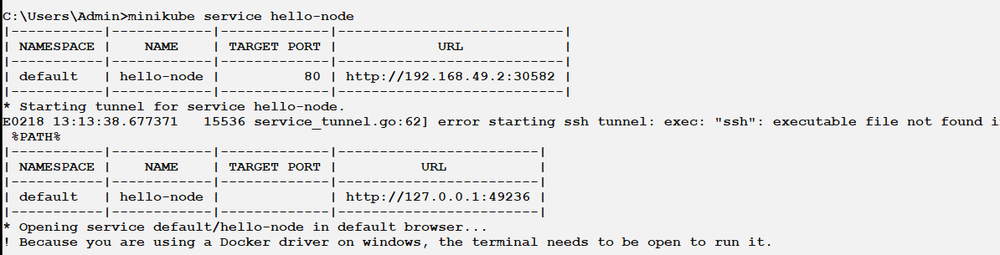 C:\Users\Admin>minikube service hello-node
|-----------|------------|-------------|---------------------------|
| NAMESPACE |    NAME    | TARGET PORT |            URL            |
|-----------|------------|-------------|---------------------------|
| default   | hello-node |          80 | http://192.168.49.2:30582 |
|-----------|------------|-------------|---------------------------|
* Starting tunnel for service hello-node.
E0218 13:13:38.677371   15536 service_tunnel.go:62] error starting ssh tunnel: exec: "ssh": executable file not found
 %PATH%
|-----------|------------|-------------|------------------------|
| NAMESPACE |    NAME    | TARGET PORT |          URL           |
|-----------|------------|-------------|------------------------|
| default   | hello-node |             | http://127.0.0.1:49236 |
|-----------|------------|-------------|------------------------|
* Opening service default/hello-node in default browser...
! Because you are using a Docker driver on windows, the terminal needs to be open to run it.